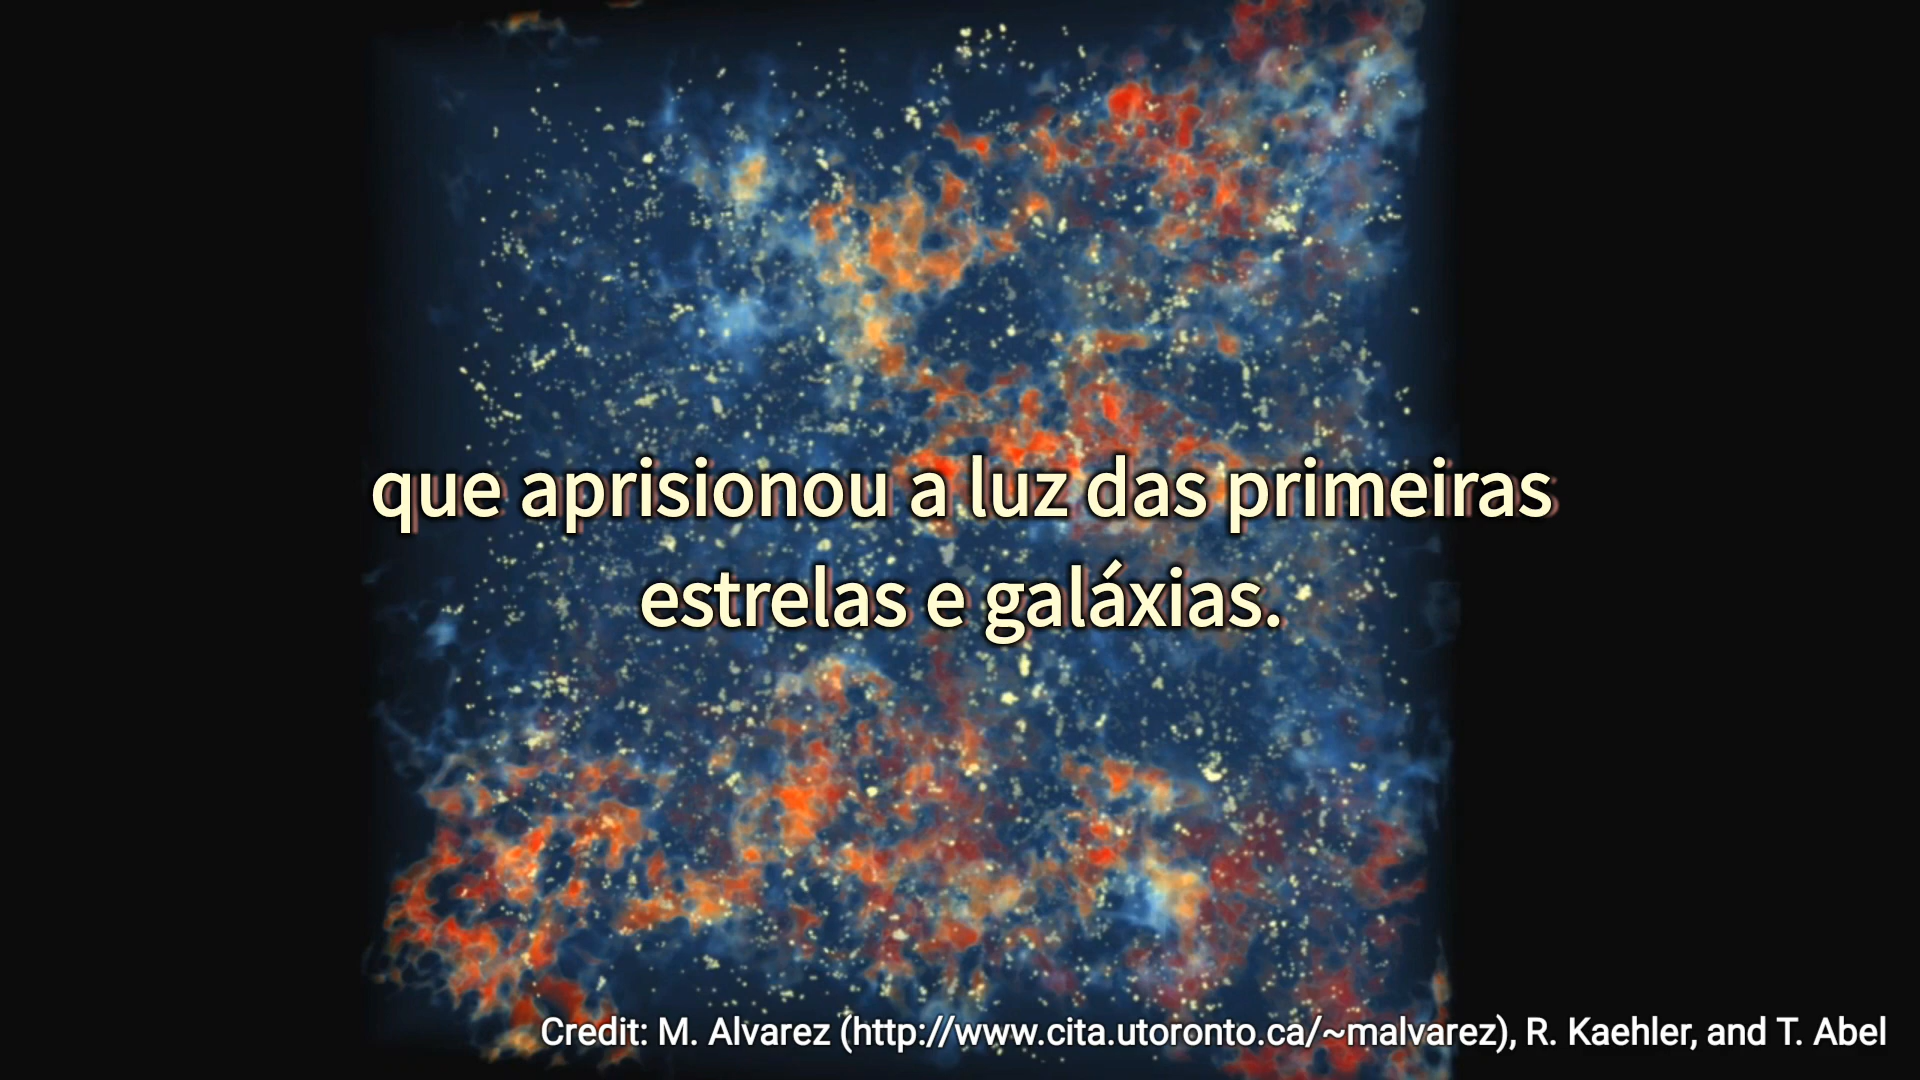 que aprisionou a luz das primeiras
estrelas e galáxias.
Credit: M. Alvarez (http://www.cita.utoronto.ca/~malvarez), R. Kaehler, and T. Abel